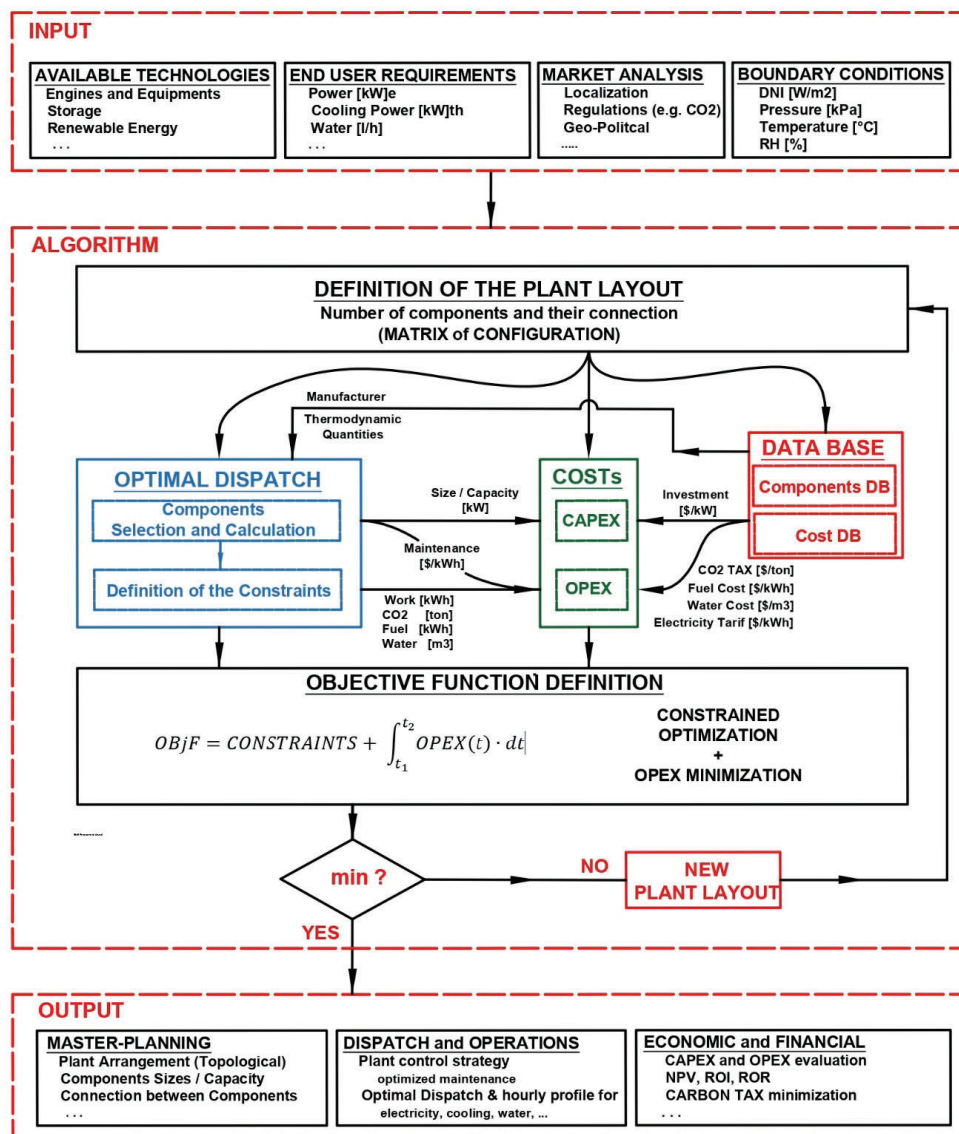 INPUT
AVAILABLE TECHNOLOGIES
Engines and Equipments
Storage
Renewable Energy
. . .
END USER REQUIREMENTS
Power [kW]e
Cooling Power [kW]th
Water [l/h]
. . .
MARKET ANALYSIS
Localization
Regulations (e.g. CO2)
Geo-Politcal
.....
BOUNDARY CONDITIONS
DNI [W/m2]
Pressure [kPa]
Temperature [°C]
RH [%]
ALGORITHM
DEFINITION OF THE PLANT LAYOUT
Number of components and their connection
(MATRIX of CONFIGURATION)
Manufacturer
Thermodynamic
Quantities
OPTIMAL DISPATCH
Components
Selection and Calculation
Definition of the Constraints
Size / Capacity
[kW]
Maintenance
[$/kWh]
Work [kWh]
CO2 [ton]
Fuel [kWh]
Water [m3]
COSTs
CAPEX
OPEX
Investment
[$/kW]
CO2 TAX [$/ton]
Fuel Cost [$/kWh]
Water Cost [$/m3]
Electricity Tarif [$/kWh]
DATA BASE
Components DB
Cost DB
OBJECTIVE FUNCTION DEFINITION
OBjF = CONSTRAINTS + ∫_{t_1}^{t_2} OPEX(t) · dt
CONSTRAINED
OPTIMIZATION
+
OPEX MINIMIZATION
min ?
NO
NEW
PLANT LAYOUT
YES
OUTPUT
MASTER-PLANNING
Plant Arrangement (Topological)
Components Sizes / Capacity
Connection between Components
. . .
DISPATCH and OPERATIONS
Plant control strategy
optimized maintenance
Optimal Dispatch & hourly profile for
electricity, cooling, water, ...
ECONOMIC and FINANCIAL
CAPEX and OPEX evaluation
NPV, ROI, ROR
CARBON TAX minimization
. . .